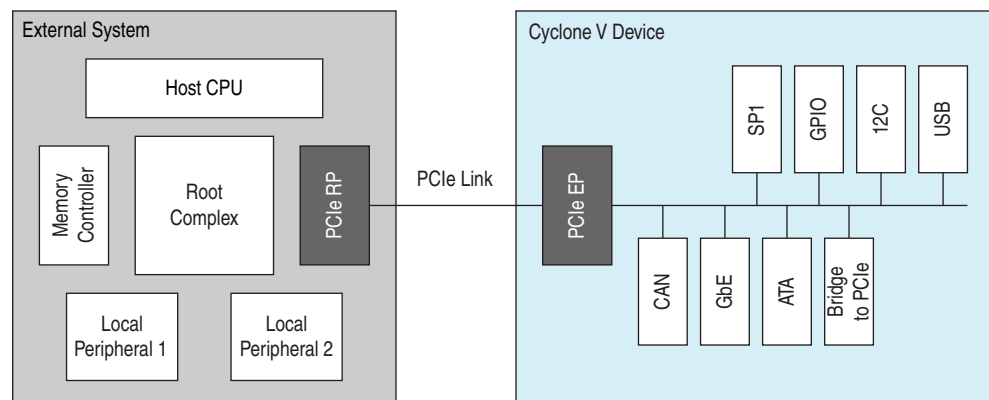 External System
Host CPU
Memory
Controller
Root
Complex
PCIe RP
Local
Peripheral 1
Local
Peripheral 2
PCIe Link
Cyclone V Device
PCIe EP
SP1
GPIO
12C
USB
CAN
GbE
ATA
Bridge
to PCIe